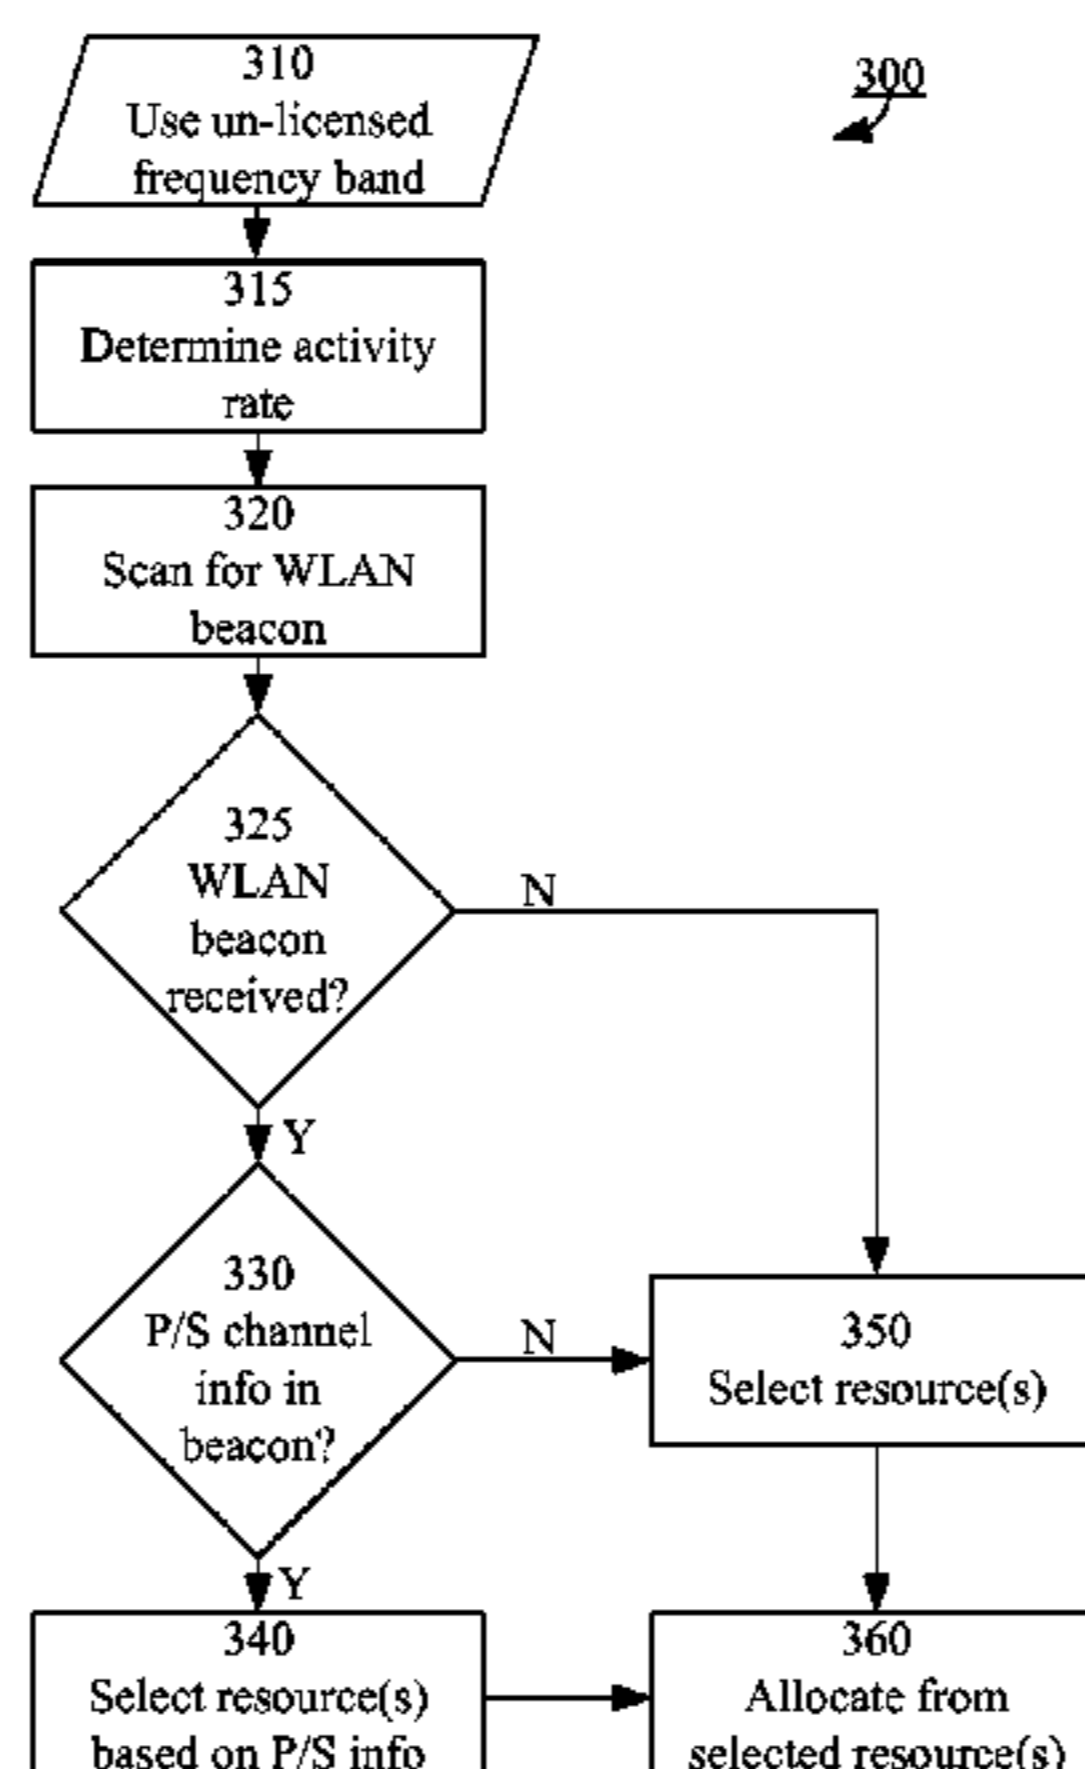 310
Use un-licensed
frequency band
300
315
Determine activity
rate
320
Scan for WLAN
beacon
325
WLAN
beacon
received?
N
Y
330
P/S channel
info in
beacon?
N
350
Select resource(s)
Y
340
Select resource(s)
based on P/S info
360
Allocate from
selected resource(s)